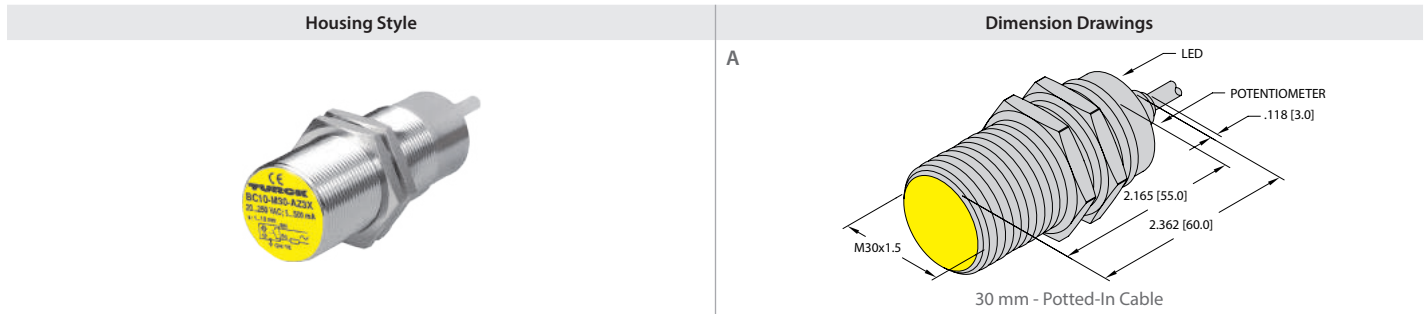 Housing Style
Dimension Drawings
A
LED
POTENTIOMETER
.118 [3.0]
2.165 [55.0]
2.362 [60.0]
M30x1.5
30 mm - Potted-In Cable
CE
TURCK
BC10-M30-AZ3X
20...250 VAC | 5...500 mA